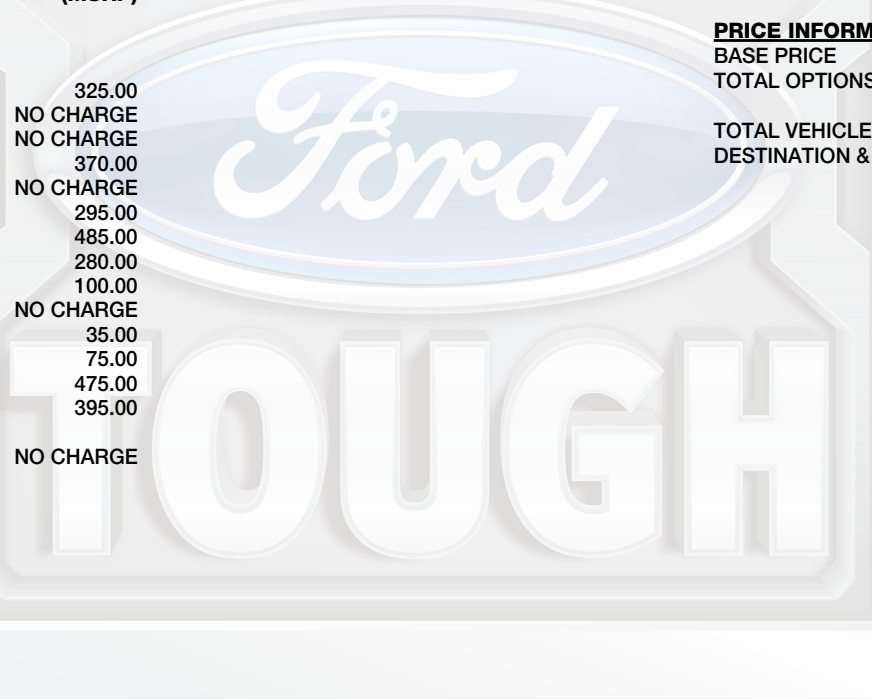 PRICE INFORM
BASE PRICE
TOTAL OPTIONS
TOTAL VEHICLE
DESTINATION &
325.00
NO CHARGE
NO CHARGE
370.00
NO CHARGE
295.00
485.00
280.00
100.00
NO CHARGE
35.00
75.00
475.00
395.00
NO CHARGE
Ford
TOUGH